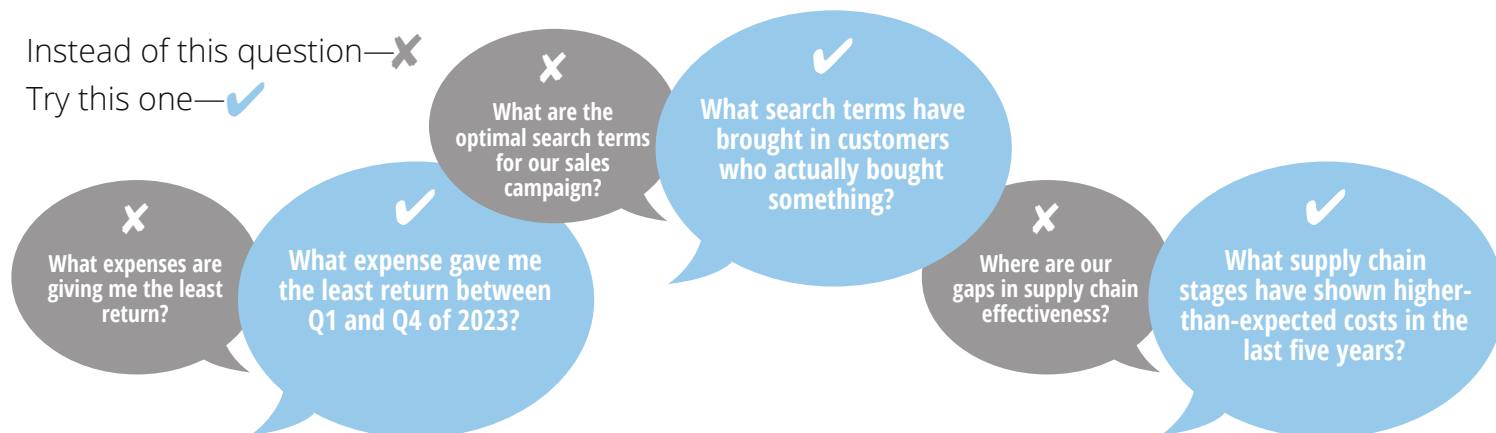 Instead of this question—✘
Try this one—✔
✘
What expenses are
giving me the least
return?
✔
What expense gave me
the least return between
Q1 and Q4 of 2023?
✘
What are the
optimal search terms
for our sales
campaign?
✔
What search terms have
brought in customers
who actually bought
something?
✘
Where are our
gaps in supply chain
effectiveness?
✔
What supply chain
stages have shown higher-
than-expected costs in the
last five years?